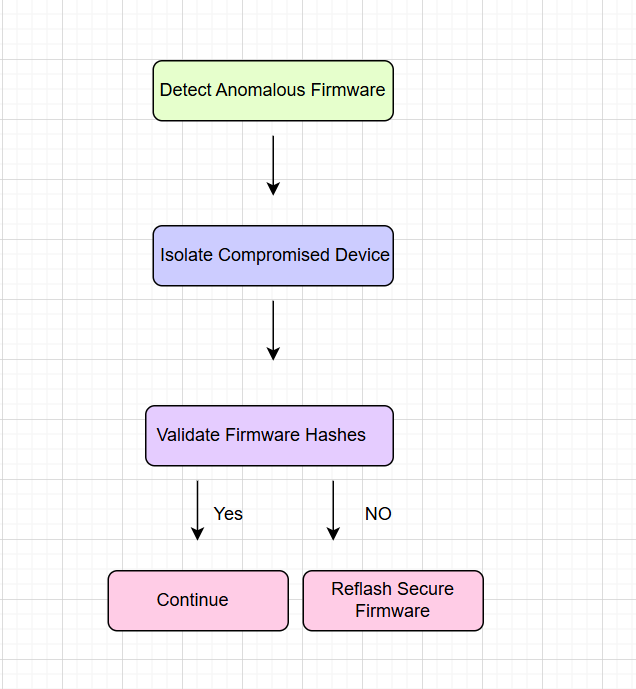 Detect Anomalous Firmware
Isolate Compromised Device
Validate Firmware Hashes
Yes
NO
Continue
Reflash Secure
Firmware